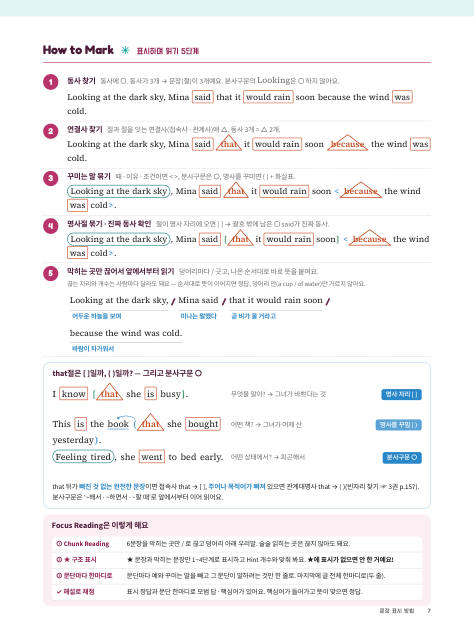 How to Mark ✳ 표시하며 읽기 5단계
1 동사 찾기 동사에 ▢. 동사가 3개 → 문장(절)이 3개예요. 분사구문의 Looking은 ▢ 하지 않아요.
Looking at the dark sky, Mina said that it would rain soon because the wind was
cold.
2 연결사 찾기 절과 절을 잇는 연결사(접속사·관계사)에 △. 동사 3개 = △ 2개.
Looking at the dark sky, Mina said that it would rain soon because the wind was
cold.
3 꾸미는 말 묶기 때·이유·조건이면 < >, 분사구문은 ◯, 명사를 꾸미면 ( ) + 화살표.
Looking at the dark sky, Mina said that it would rain soon < because the wind
was cold>.
4 명사절 묶기 · 진짜 동사 확인 절이 명사 자리에 오면 [ ] → 괄호 밖에 남은 ▢ said가 진짜 동사.
Looking at the dark sky, Mina said [ that it would rain soon] < because the wind
was cold>.
5 막히는 곳만 끊어서 앞에서부터 읽기 덩어리마다 / 긋고, 나온 순서대로 바로 뜻을 붙여요.
끊는 자리와 개수는 사람마다 달라도 돼요 — 순서대로 뜻이 이어지면 정답. 덩어리 안(a cup / of water)만 가르지 않아요.
Looking at the dark sky, / Mina said / that it would rain soon /
어두운 하늘을 보며 미나는 말했다 곧 비가 올 거라고
because the wind was cold.
바람이 차가워서
that절은 [ ]일까, ( )일까? — 그리고 분사구문 ◯
I know [ that she is busy]. 무엇을 알아? → 그녀가 바쁘다는 것 명사 자리 [ ]
This is the book ( that she bought 어떤 책? → 그녀가 어제 산 명사를 꾸밈 ( )
yesterday).
Feeling tired, she went to bed early. 어떤 상태에서? → 피곤해서 분사구문 ◯
that 뒤가 빠진 것 없는 완전한 문장이면 접속사 that → [ ], 주어나 목적어가 빠져 있으면 관계대명사 that → ( )(빈자리 찾기 ☞ 3권 p.15)?
분사구문은 '~해서 · ~하면서 · ~할 때'로 앞에서부터 이어 읽어요.
Focus Reading은 이렇게 해요
① Chunk Reading 6문장을 막히는 곳만 / 로 끊고 덩어리 아래 우리말. 술술 읽히는 곳은 끊지 않아도 돼요.
② ★ 구조 표시 ★ 문장과 막히는 문장만 1~4단계로 표시하고 Hint 개수와 맞춰 봐요. ★에 표시가 없으면 안 한 거예요!
③ 문단마다 한마디로 문단마다 예와 꾸미는 말을 빼고 그 문단이 말하려는 것만 한 줄로. 마지막에 글 전체 한마디로(두 줄).
✓ 해설로 채점 표시 정답과 문단 한마디로 모범 답 · 핵심어가 있어요. 핵심어가 들어가고 뜻이 맞으면 정답.
문장 표시 방법 7